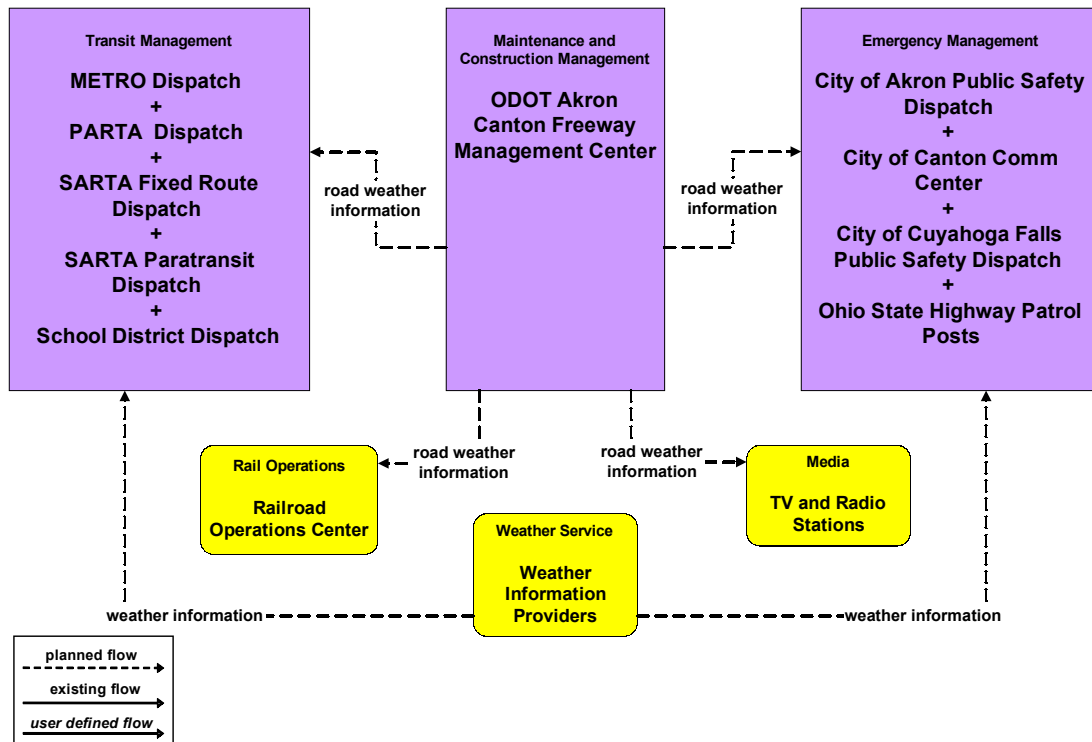 Transit Management
METRO Dispatch
+
PARTA Dispatch
+
SARTA Fixed Route
Dispatch
+
SARTA Paratransit
Dispatch
+
School District Dispatch
Maintenance and
Construction Management
ODOT Akron
Canton Freeway
Management Center
Emergency Management
City of Akron Public Safety
Dispatch
+
City of Canton Comm
Center
+
City of Cuyahoga Falls
Public Safety Dispatch
+
Ohio State Highway Patrol
Posts
road weather
information
road weather
information
road weather
information
road weather
information
Rail Operations
Railroad
Operations Center
Media
TV and Radio
Stations
Weather Service
Weather
Information
Providers
weather information
weather information
planned flow
existing flow
user defined flow